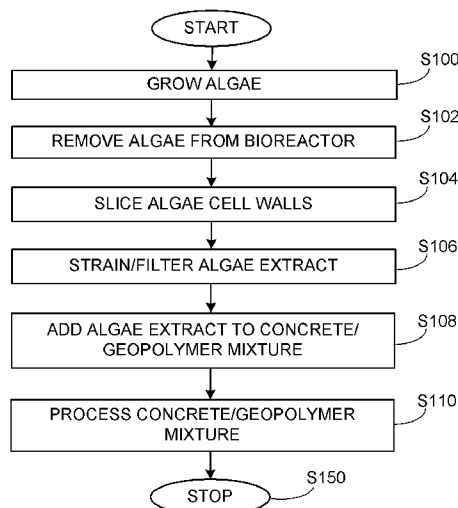 START
S100
GROW ALGAE
S102
REMOVE ALGAE FROM BIOREACTOR
S104
SLICE ALGAE CELL WALLS
S106
STRAIN/FILTER ALGAE EXTRACT
S108
ADD ALGAE EXTRACT TO CONCRETE/
GEOPOLYMER MIXTURE
S110
PROCESS CONCRETE/GEOPOLYMER
MIXTURE
S150
STOP